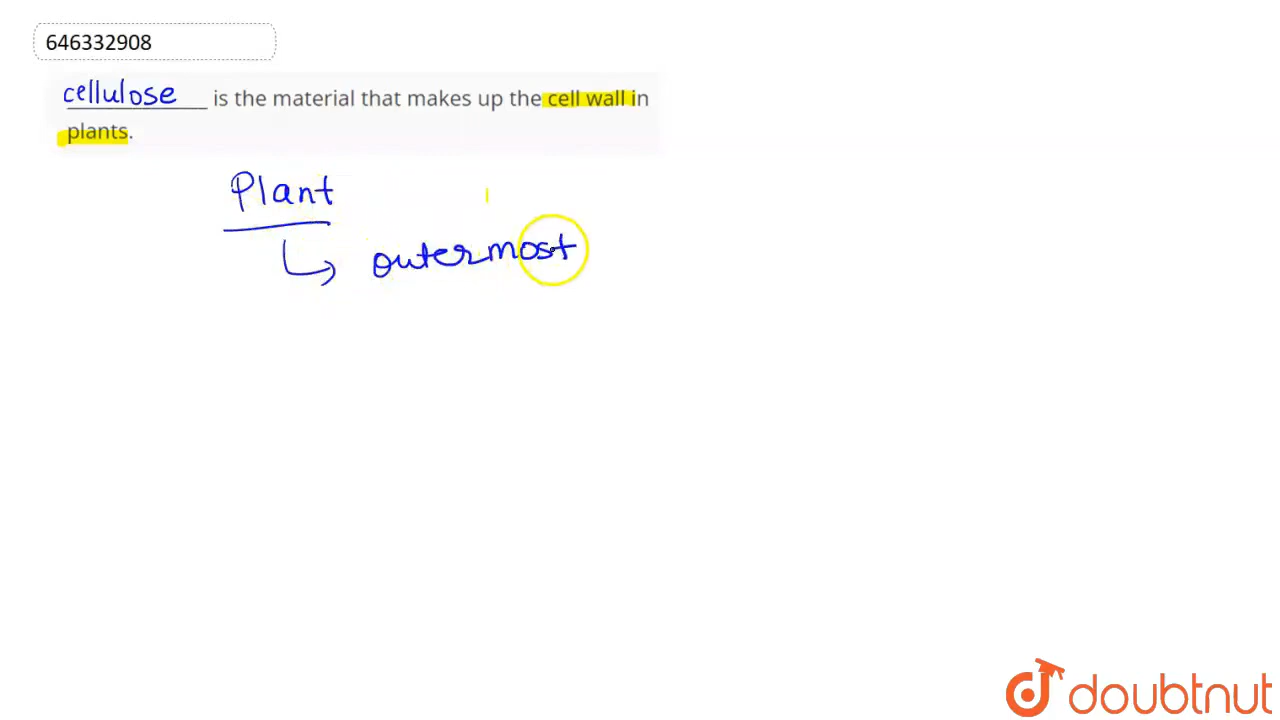 646332908
cellulose is the material that makes up the cell wall in
plants.
Plant
outermost
doubtnut